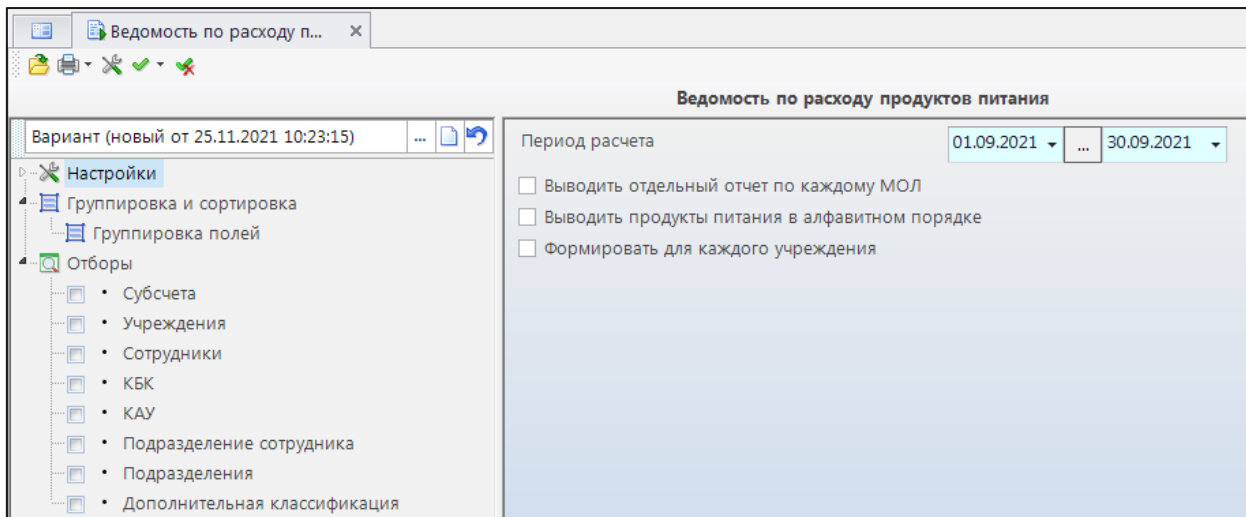 Ведомость по расходу п...
Ведомость по расходу продуктов питания
Вариант (новый от 25.11.2021 10:23:15) ...
Настройки
Группировка и сортировка
Группировка полей
Отборы
• Субсчета
• Учреждения
• Сотрудники
• КБК
• КАУ
• Подразделение сотрудника
• Подразделения
• Дополнительная классификация
Период расчета 01.09.2021 ... 30.09.2021
Выводить отдельный отчет по каждому МОЛ
Выводить продукты питания в алфавитном порядке
Формировать для каждого учреждения